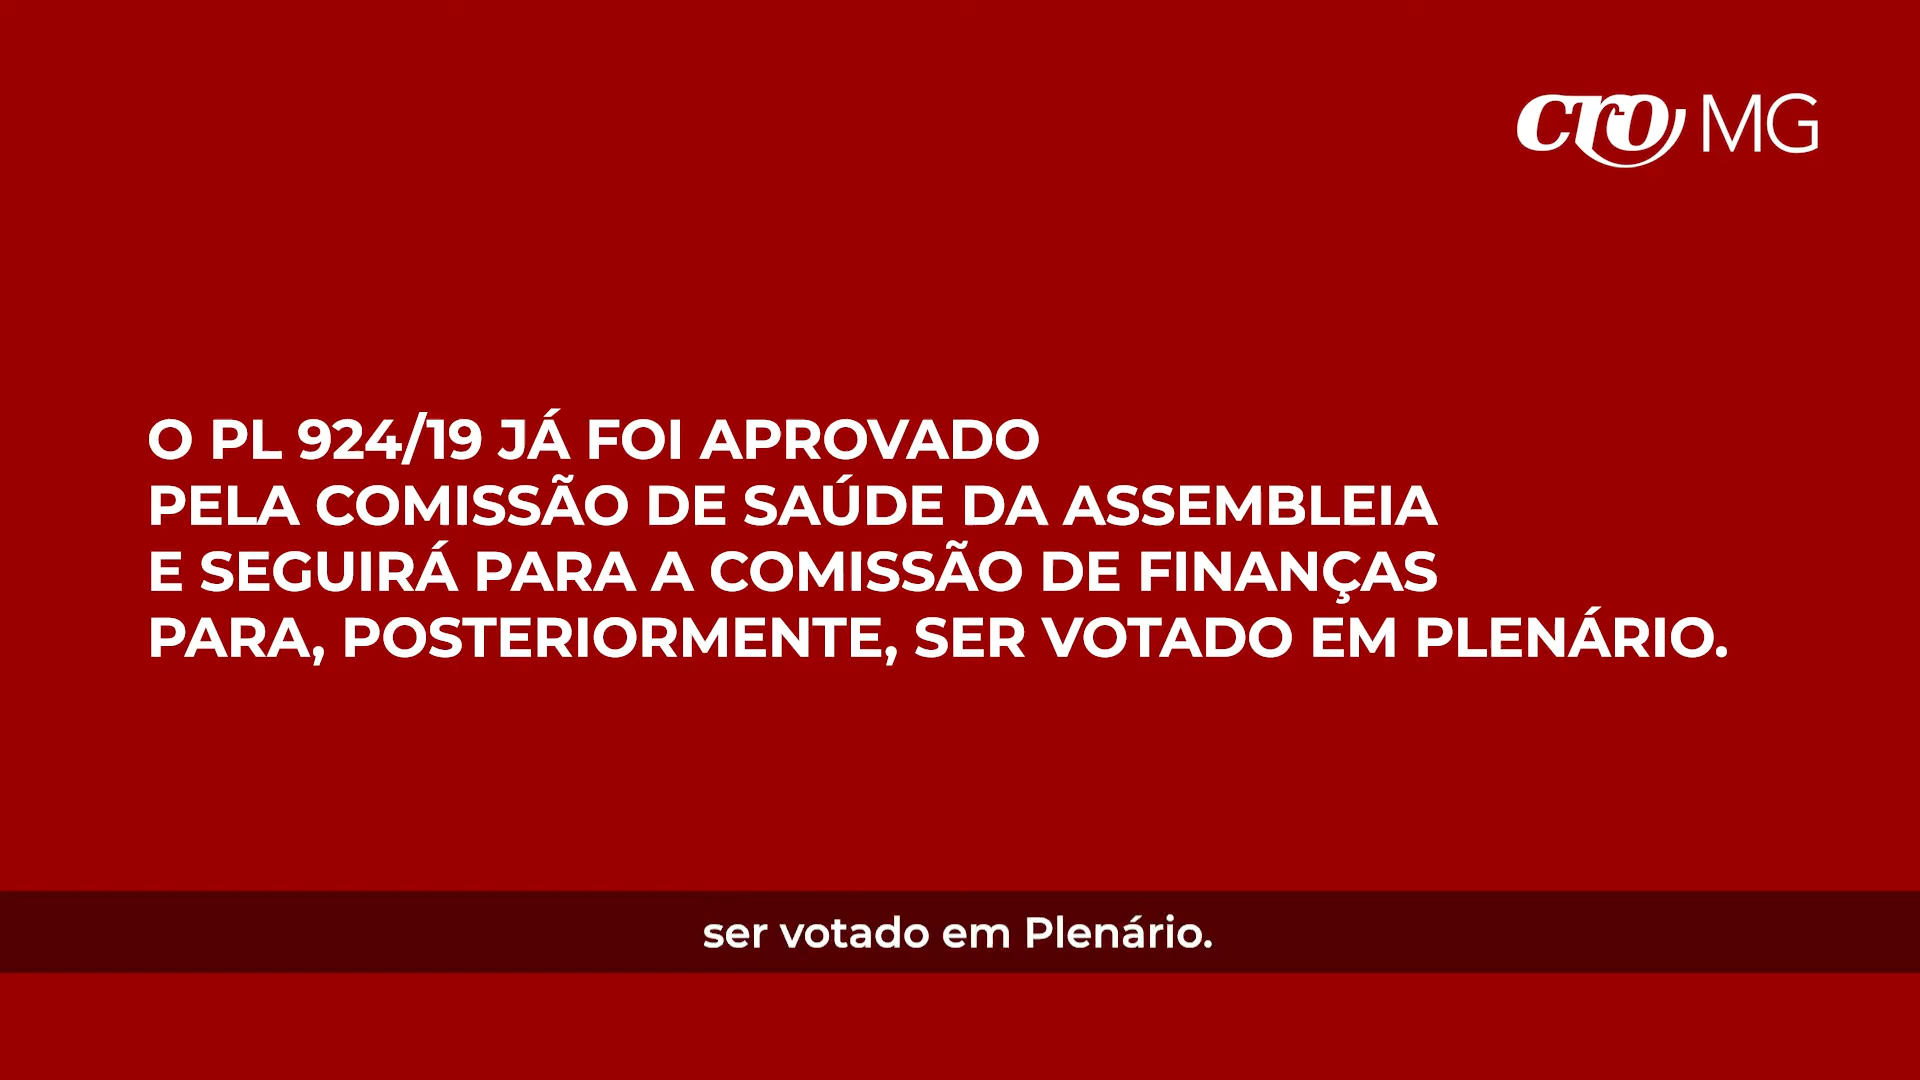 cro MG
O PL 924/19 JÁ FOI APROVADO
PELA COMISSÃO DE SAÚDE DA ASSEMBLEIA
E SEGUIRÁ PARA A COMISSÃO DE FINANÇAS
PARA, POSTERIORMENTE, SER VOTADO EM PLENÁRIO.
ser votado em Plenário.